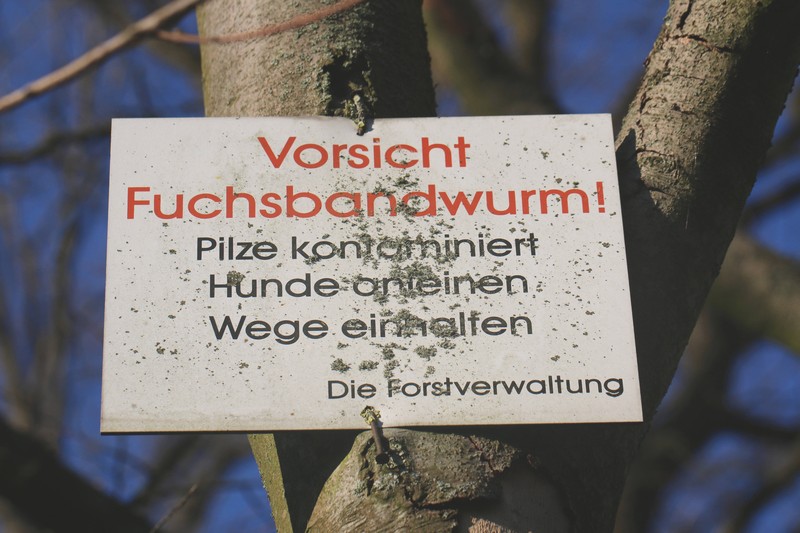 Vorsicht
Fuchsbandwurm!
Pilze kontaminiert
Hunde anleinen
Wege einhalten
Die Forstverwaltung